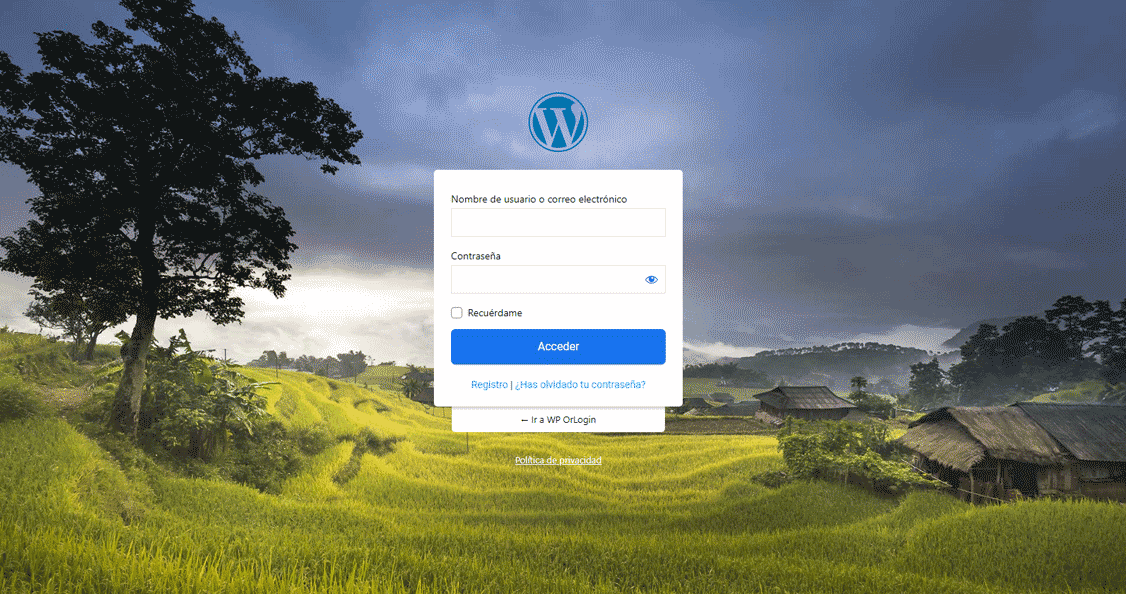 Nombre de usuario o correo electrónico
Contraseña
Recuérdame
Acceder
Registro | ¿Has olvidado tu contraseña?
← Ir a WP OrLogin
Política de privacidad